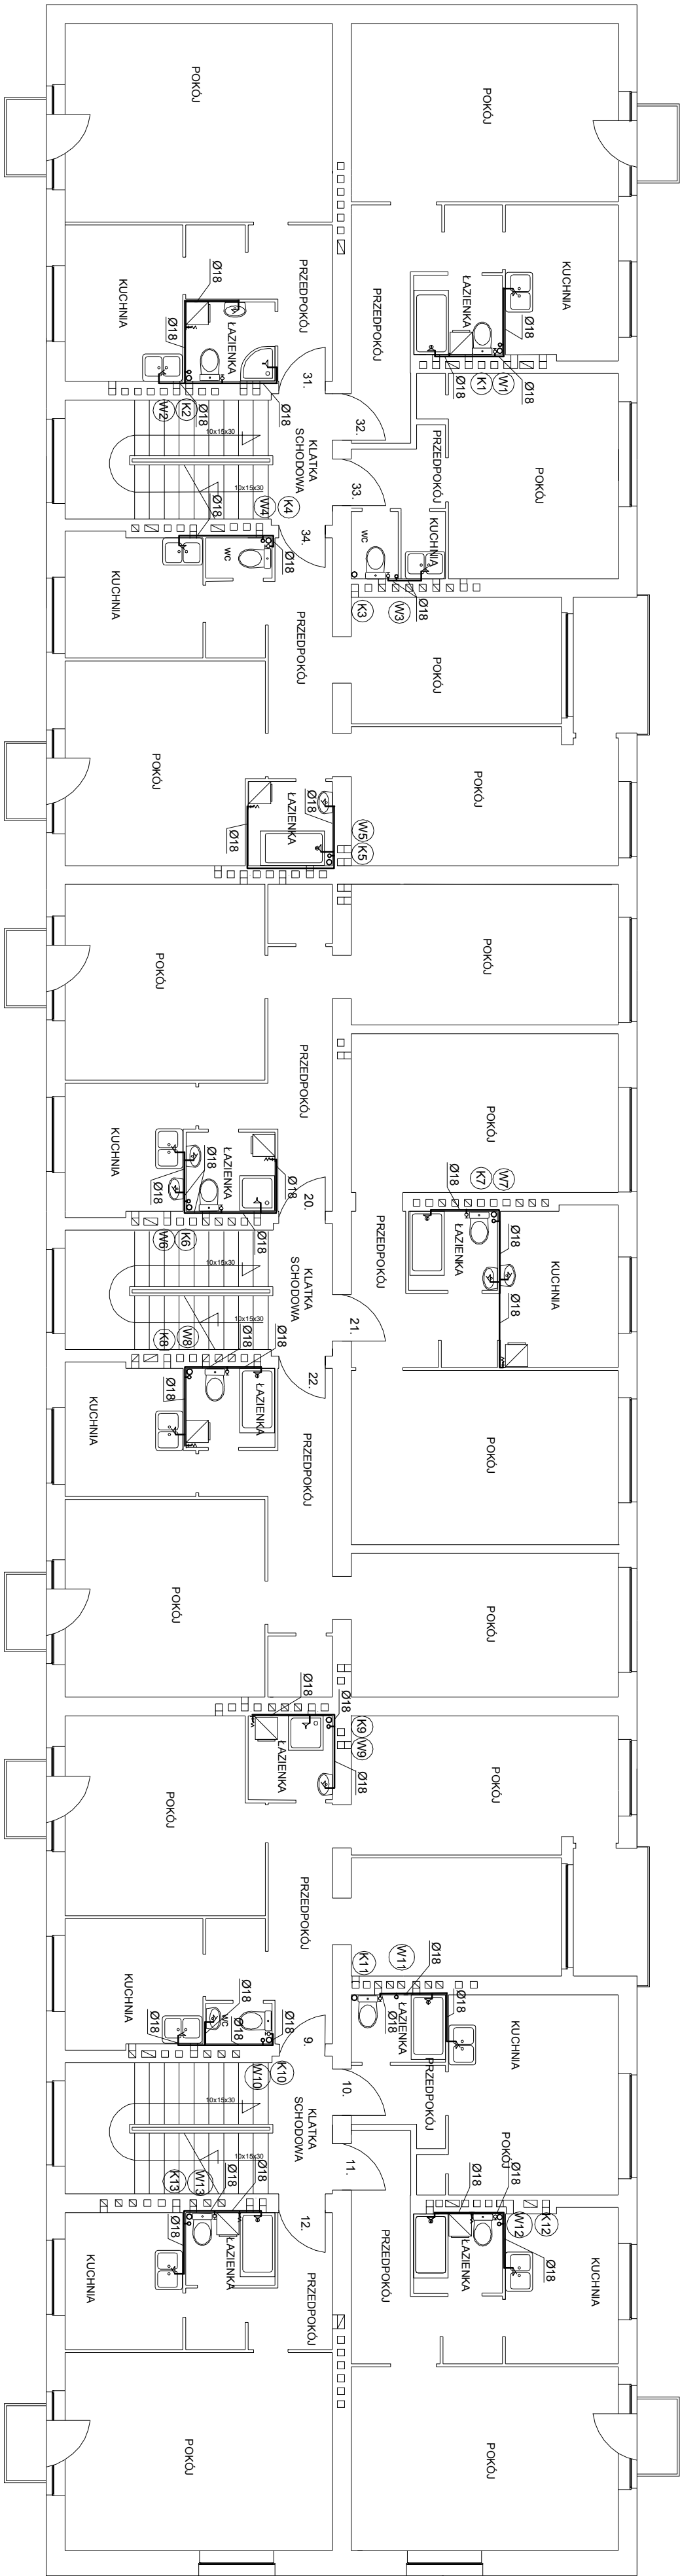 POKÓJ
POKÓJ
KUCHNIA
Ø18
Ø18
ŁAZIENKA
PRZEDPOKÓJ
Ø18
Ø18
W2
K2
31.
PRZEDPOKÓJ
ŁAZIENKA
KUCHNIA
Ø18
Ø18
K1
W1
Ø18
32.
10x15x30
10x15x30
KLATKA
SCHODOWA
33.
PRZEDPOKÓJ
POKÓJ
KUCHNIA
WC
W4
K4
34.
Ø18
Ø18
WC
KUCHNIA
PRZEDPOKÓJ
K3
W3
Ø18
POKÓJ
POKÓJ
POKÓJ
ŁAZIENKA
Ø18
Ø18
W5
K5
POKÓJ
POKÓJ
PRZEDPOKÓJ
POKÓJ
KUCHNIA
ŁAZIENKA
Ø18
Ø18
Ø18
Ø18
W6
K6
20.
K7
W7
Ø18
PRZEDPOKÓJ
ŁAZIENKA
Ø18
Ø18
KUCHNIA
10x15x30
10x15x30
KLATKA
SCHODOWA
21.
K8
W8
Ø18
Ø18
22.
Ø18
ŁAZIENKA
KUCHNIA
PRZEDPOKÓJ
POKÓJ
POKÓJ
POKÓJ
Ø18
Ø18
K9
W9
ŁAZIENKA
Ø18
POKÓJ
POKÓJ
PRZEDPOKÓJ
KUCHNIA
Ø18
WC
Ø18
Ø18
Ø18
W10
K10
9.
K11
W11
Ø18
Ø18
Ø18
ŁAZIENKA
KUCHNIA
PRZEDPOKÓJ
POKÓJ
10.
10x15x30
10x15x30
KLATKA
SCHODOWA
11.
K13
W13
Ø18
Ø18
12.
Ø18
ŁAZIENKA
KUCHNIA
PRZEDPOKÓJ
Ø18
Ø18
W12
K12
Ø18
ŁAZIENKA
KUCHNIA
PRZEDPOKÓJ
POKÓJ
POKÓJ